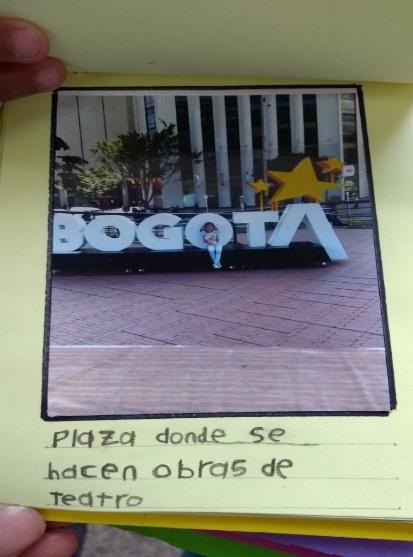 BOGOTA
Plaza donde se
hacen obras de
teatro